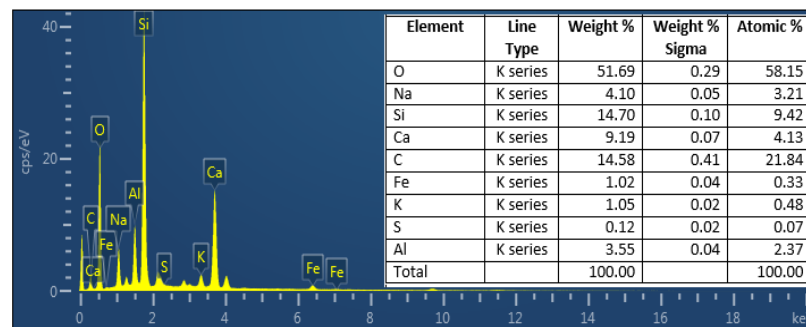 40
20
0
cps/eV
Si
O
Al
Ca
C
Na
Fe
Ca
S
K
Fe
Fe
0 2 4 6 8 10 12 14 16 18 ke
Element Line Type Weight % Weight % Sigma Atomic %
O K series 51.69 0.29 58.15
Na K series 4.10 0.05 3.21
Si K series 14.70 0.10 9.42
Ca K series 9.19 0.07 4.13
C K series 14.58 0.41 21.84
Fe K series 1.02 0.04 0.33
K K series 1.05 0.02 0.48
S K series 0.12 0.02 0.07
Al K series 3.55 0.04 2.37
Total 100.00 100.00